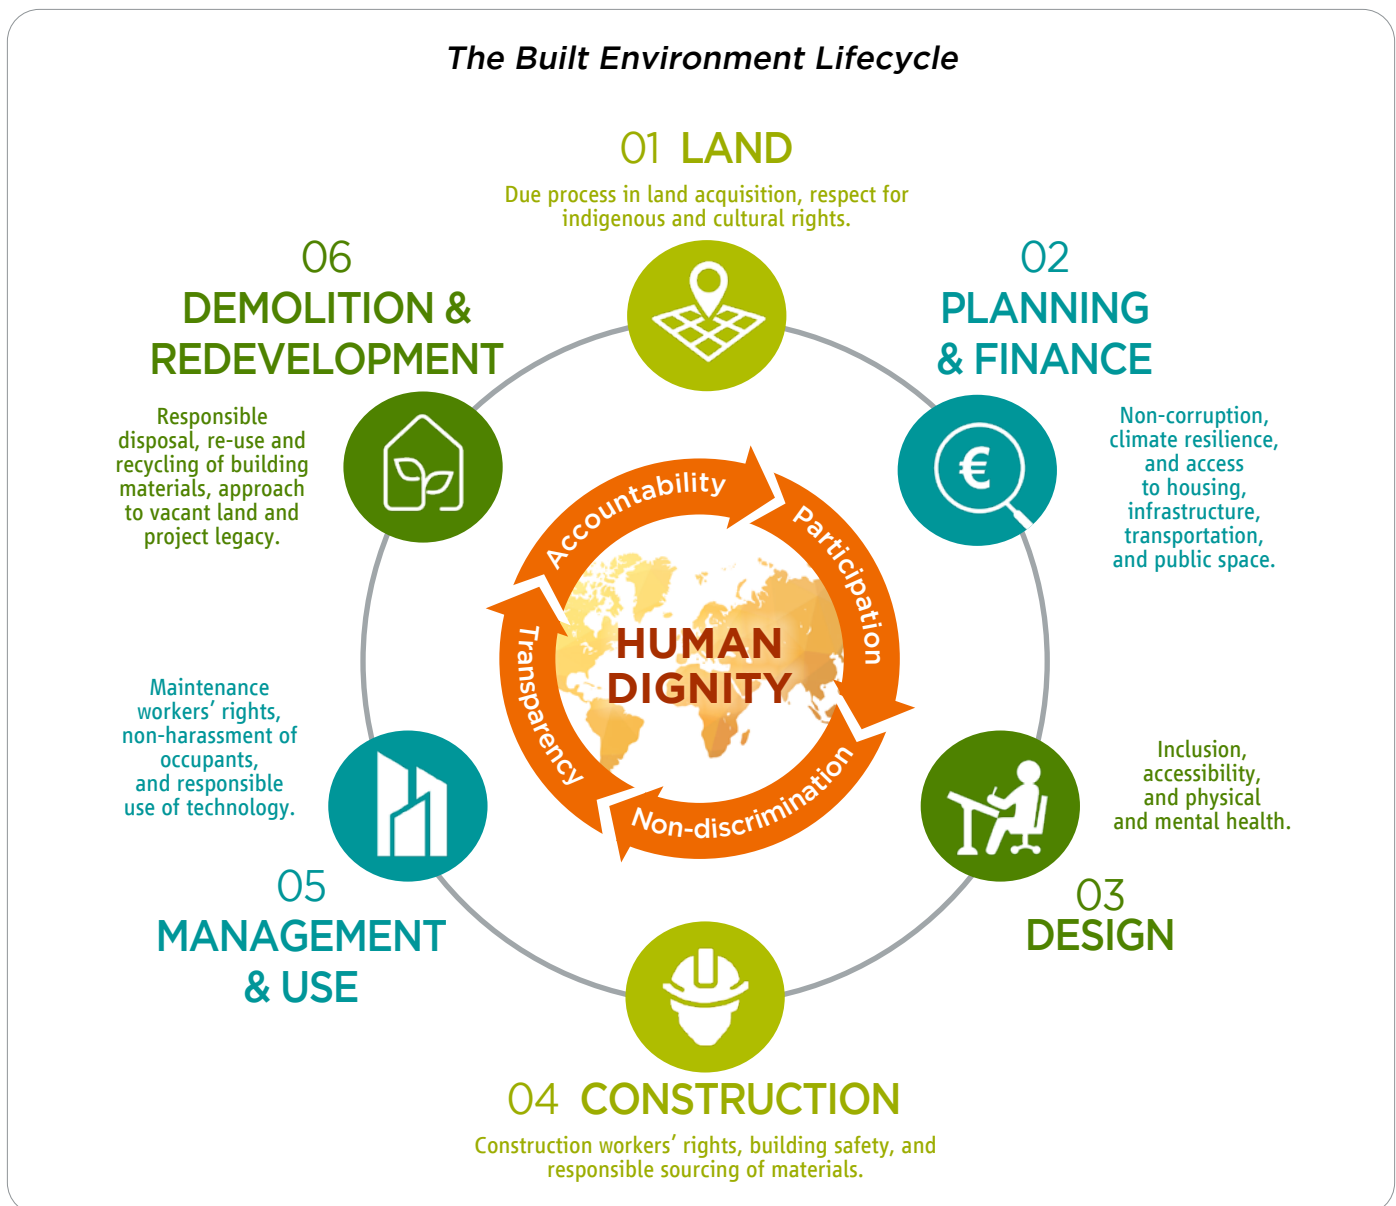 The Built Environment Lifecycle
01 LAND
Due process in land acquisition, respect for
indigenous and cultural rights.
02
PLANNING
& FINANCE
Non-corruption,
climate resilience,
and access
to housing,
infrastructure,
transportation,
and public space.
€
03
DESIGN
Inclusion,
accessibility,
and physical
and mental health.
04 CONSTRUCTION
Construction workers’ rights, building safety, and
responsible sourcing of materials.
05
MANAGEMENT
& USE
Maintenance
workers’ rights,
non-harassment of
occupants,
and responsible
use of technology.
06
DEMOLITION &
REDEVELOPMENT
Responsible
disposal, re-use and
recycling of building
materials, approach
to vacant land and
project legacy.
Accountability
Participation
Non-discrimination
Transparency
HUMAN
DIGNITY